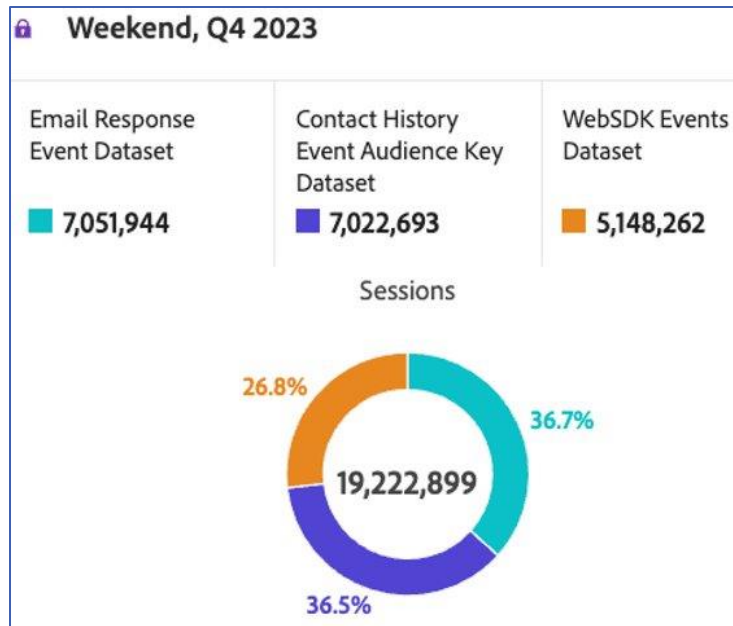 Weekend, Q4 2023
Email Response
Event Dataset
7,051,944
Contact History
Event Audience Key
Dataset
7,022,693
WebSDK Events
Dataset
5,148,262
Sessions
26.8%
36.7%
19,222,899
36.5%